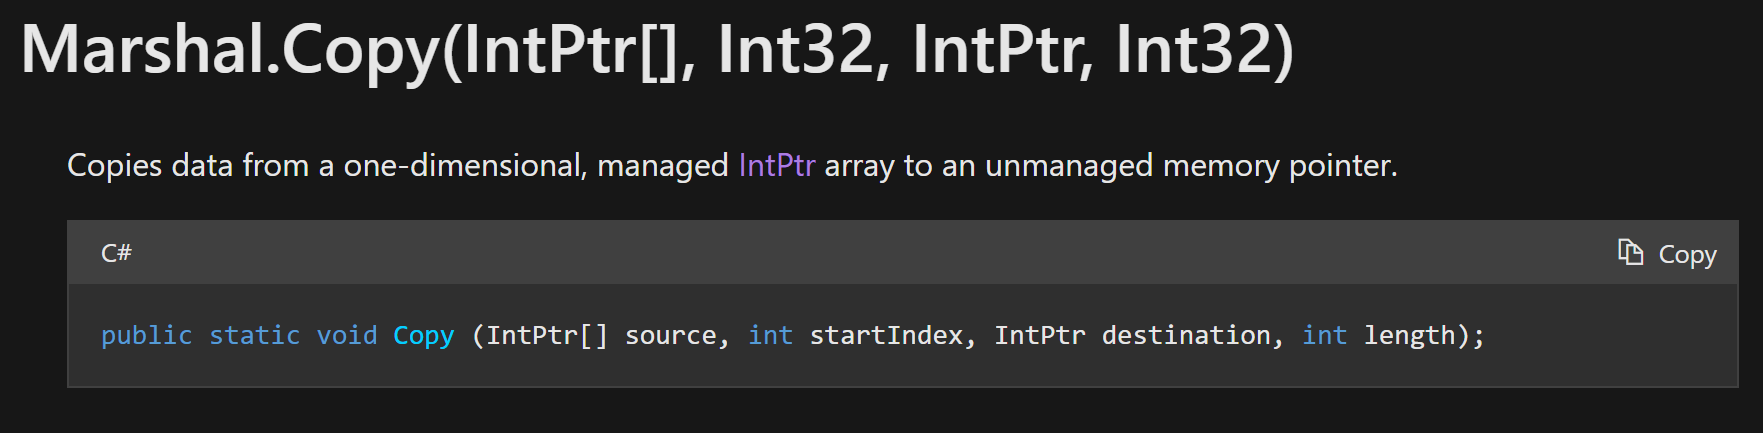 Marshal.Copy(IntPtr[], Int32, IntPtr, Int32)
Copies data from a one-dimensional, managed IntPtr array to an unmanaged memory pointer.
C# Copy
public static void Copy (IntPtr[] source, int startIndex, IntPtr destination, int length);